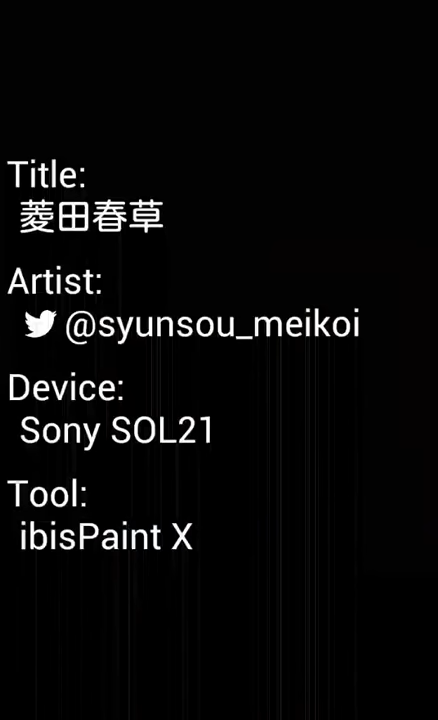 Title:
菱田春草
Artist:
@syunsou_meikoi
Device:
Sony SOL21
Tool:
ibisPaint X